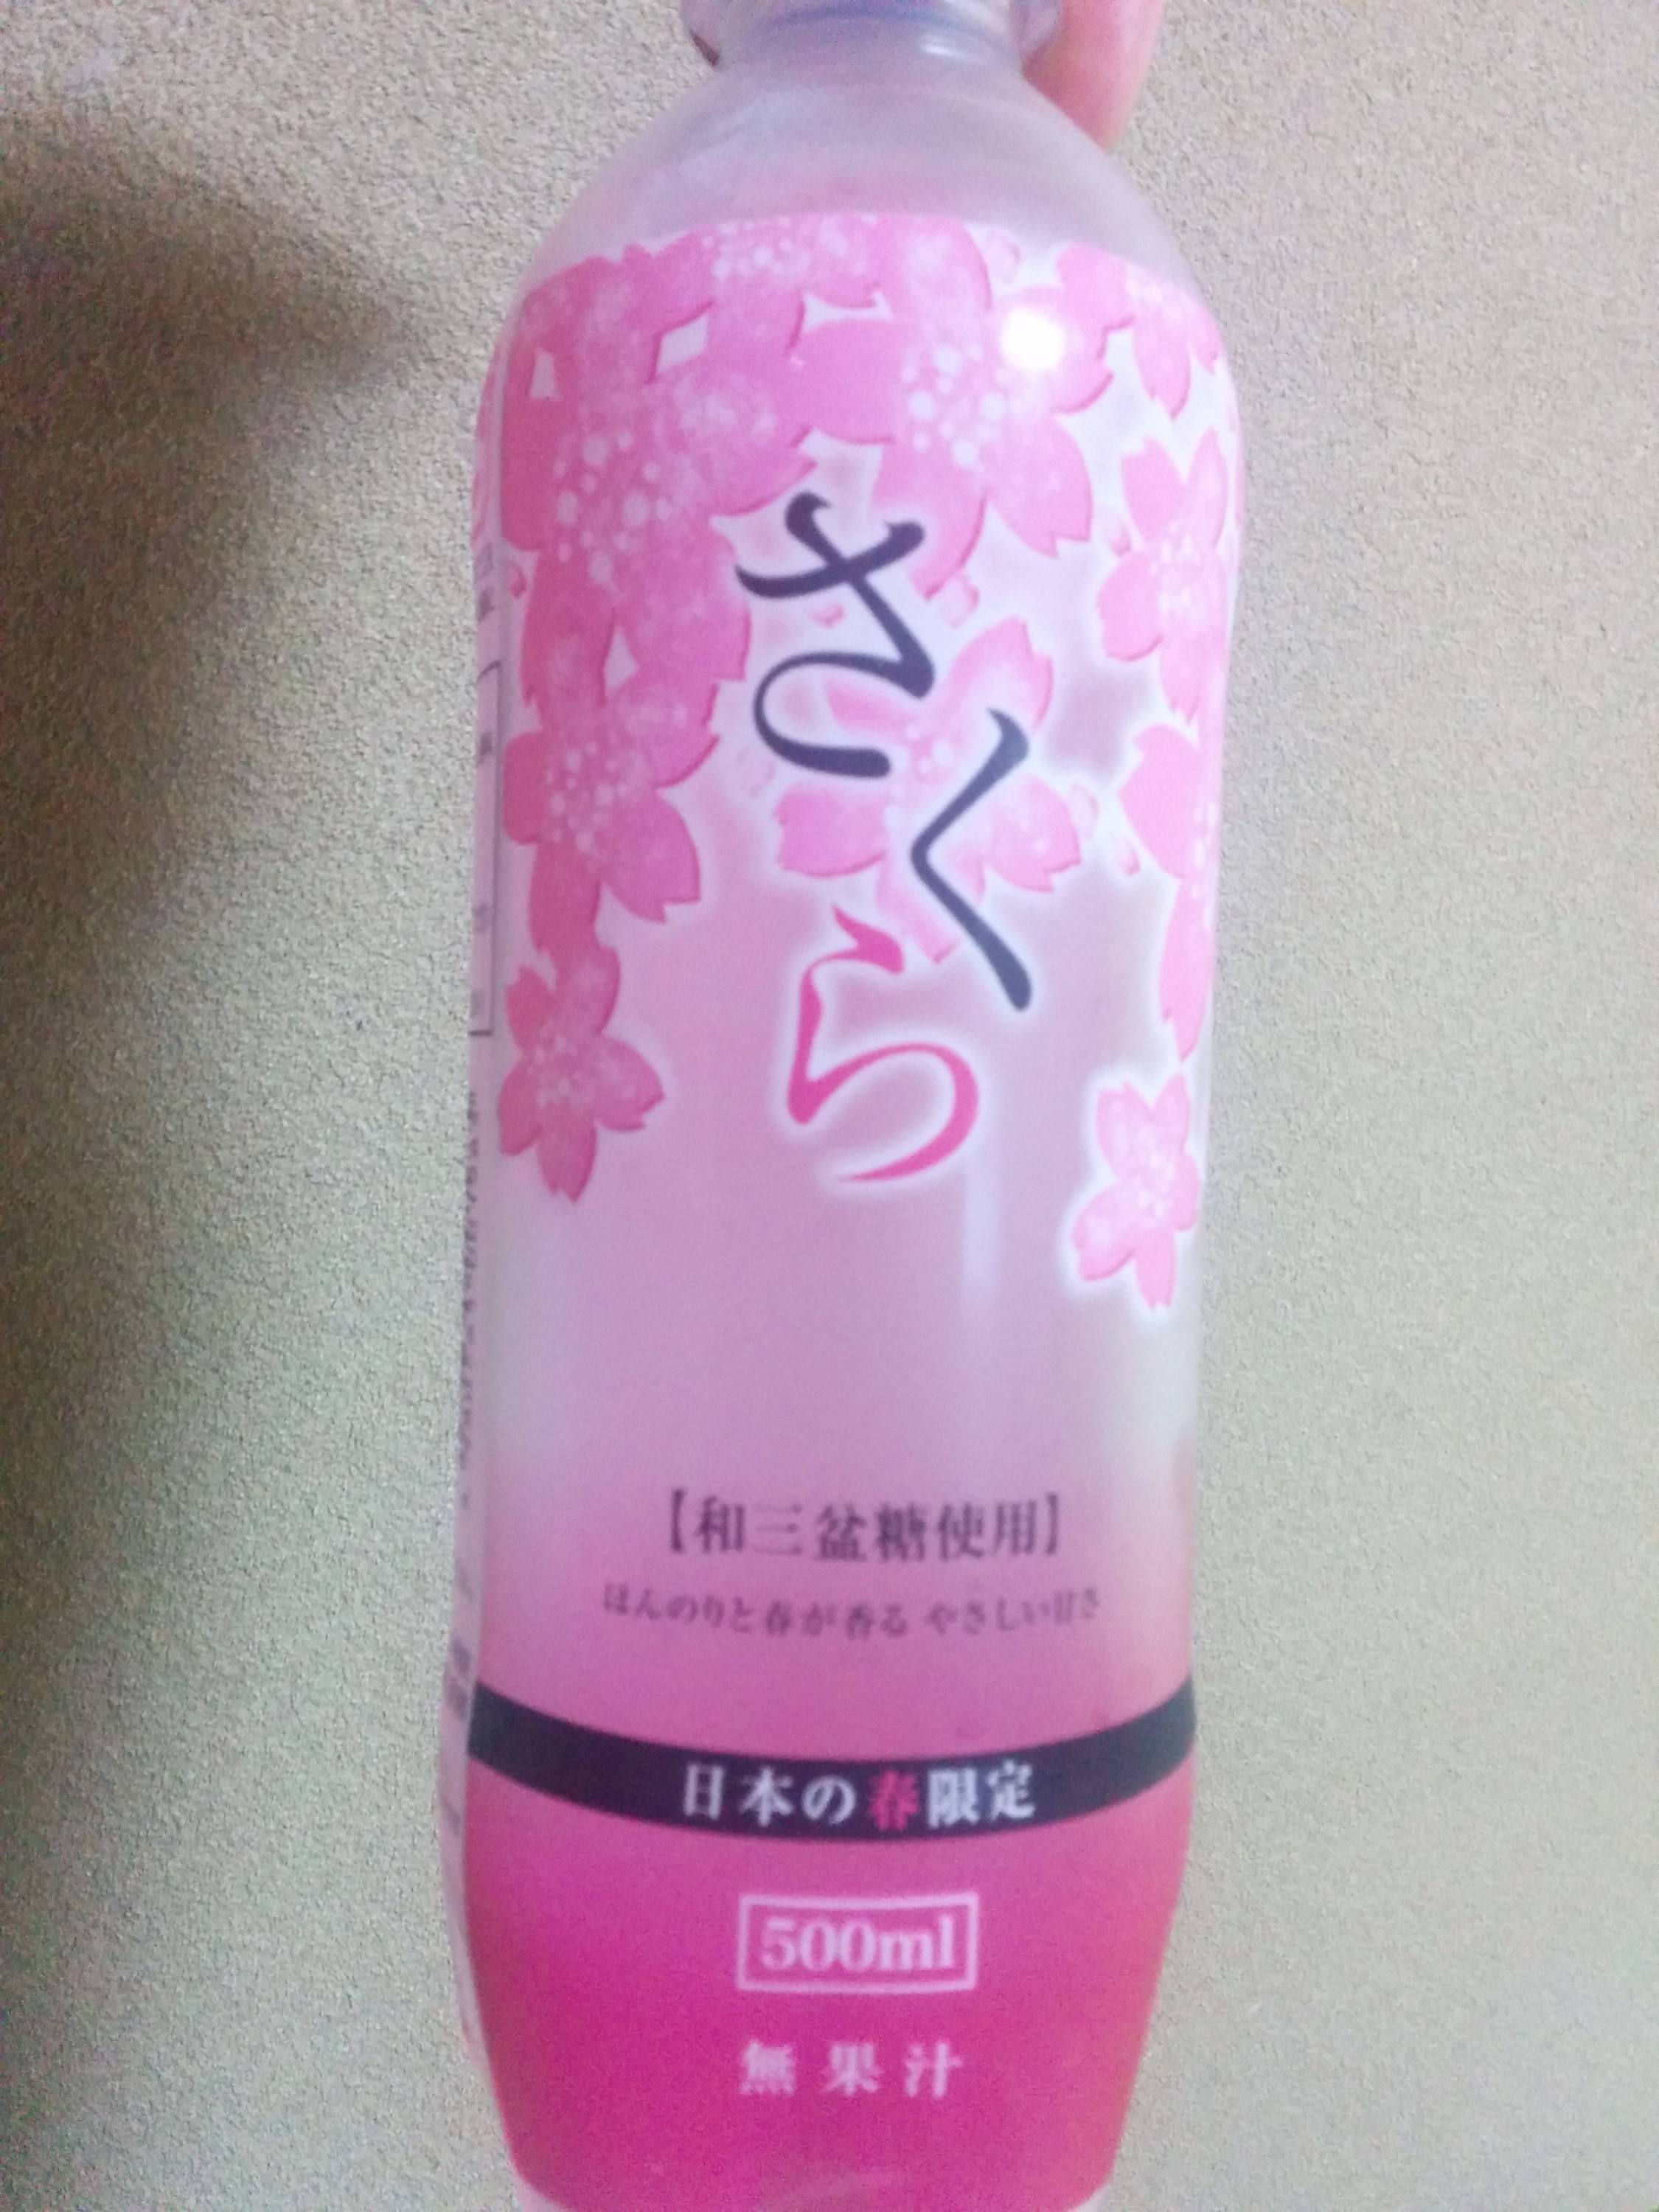 さくら
【和三盆糖使用】
ほんのりと春が香る やさしい甘さ
日本の春限定
500ml
無果汁